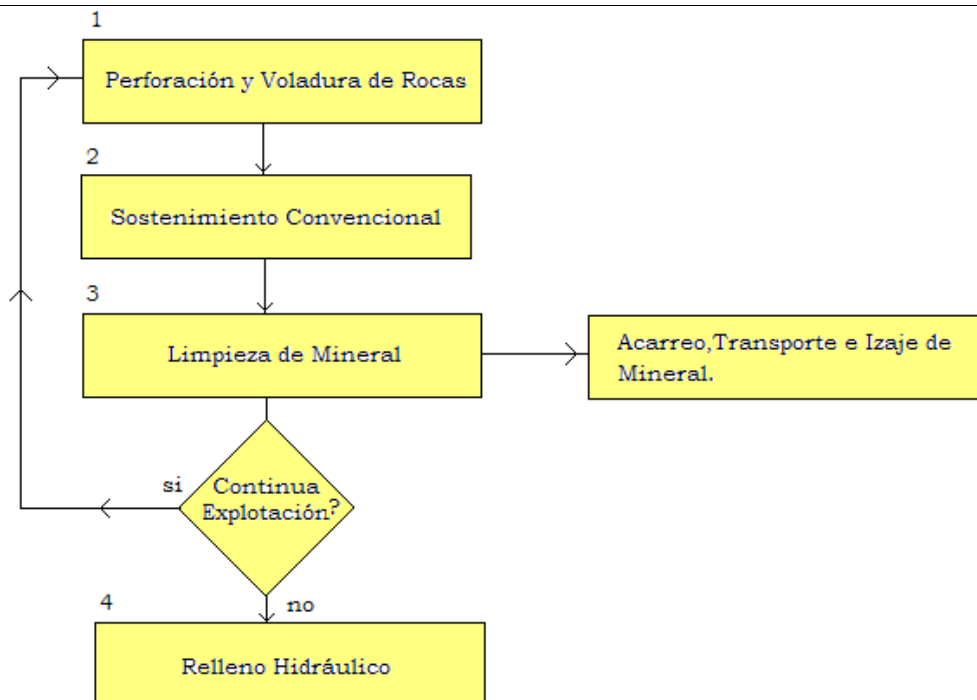 1
Perforación y Voladura de Rocas
2
Sostenimiento Convencional
3
Limpieza de Mineral
Acarreo,Transporte e Izaje de
Mineral.
si
Continua
Explotación?
4
no
Relleno Hidráulico